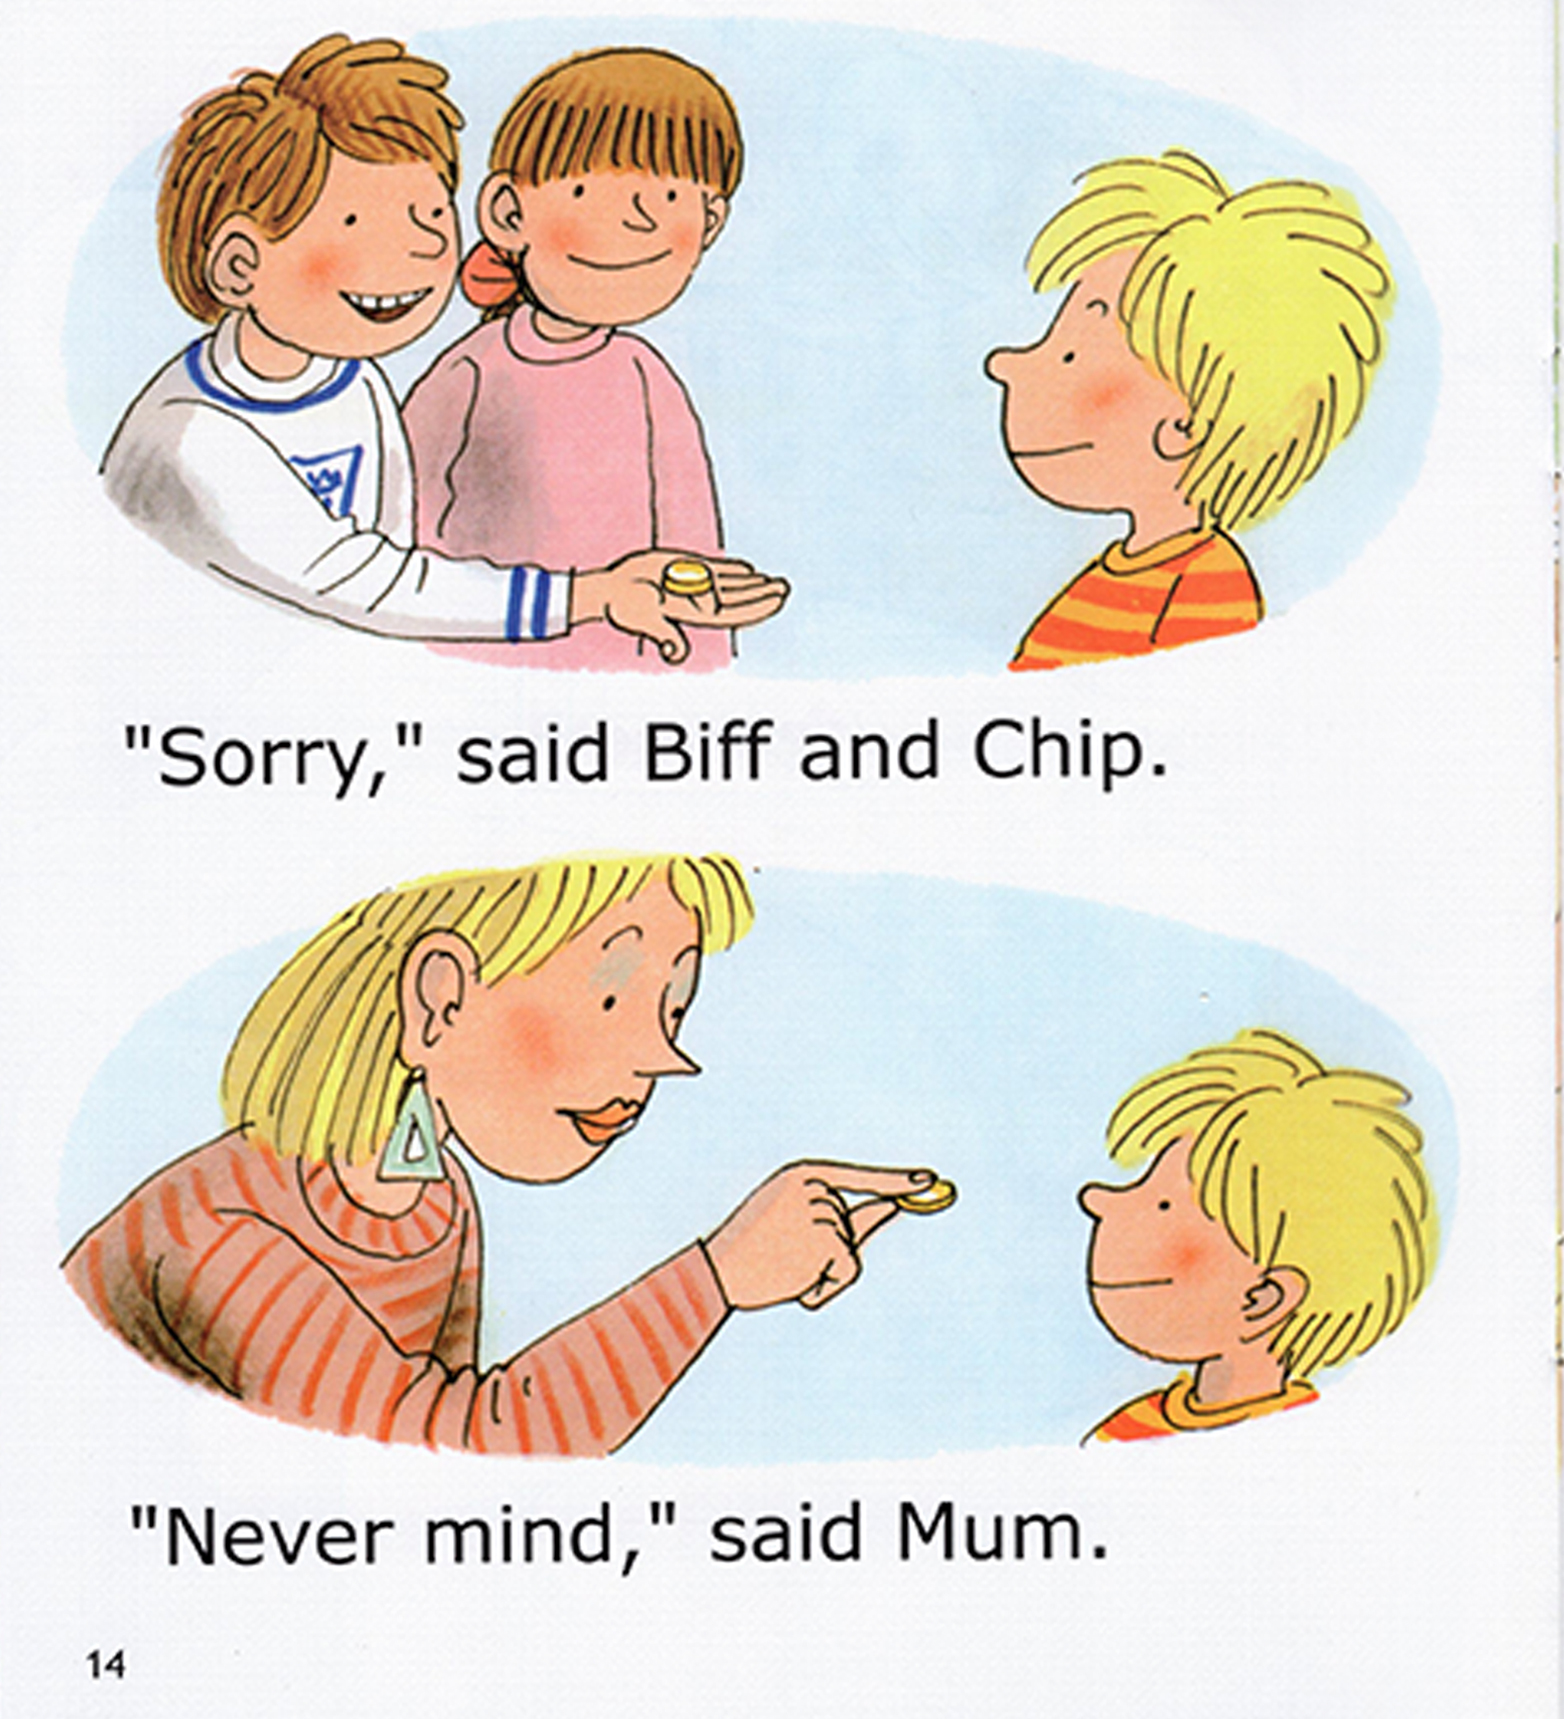 "Sorry," said Biff and Chip.
"Never mind," said Mum.
14